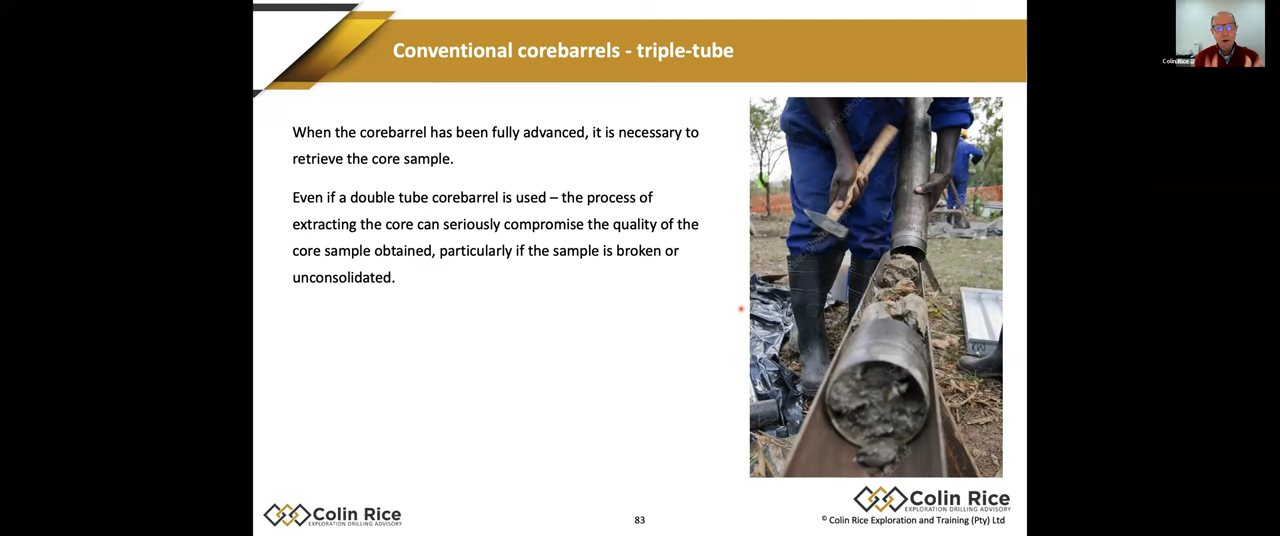 Conventional corebarrels - triple-tube
Colin Rice
When the corebarrel has been fully advanced, it is necessary to
retrieve the core sample.
Even if a double tube corebarrel is used – the process of
extracting the core can seriously compromise the quality of the
core sample obtained, particularly if the sample is broken or
unconsolidated.
Colin Rice
EXPLORATION DRILLING ADVISORY
83
Colin Rice
EXPLORATION DRILLING ADVISORY
© Colin Rice Exploration and Training (Pty) Ltd